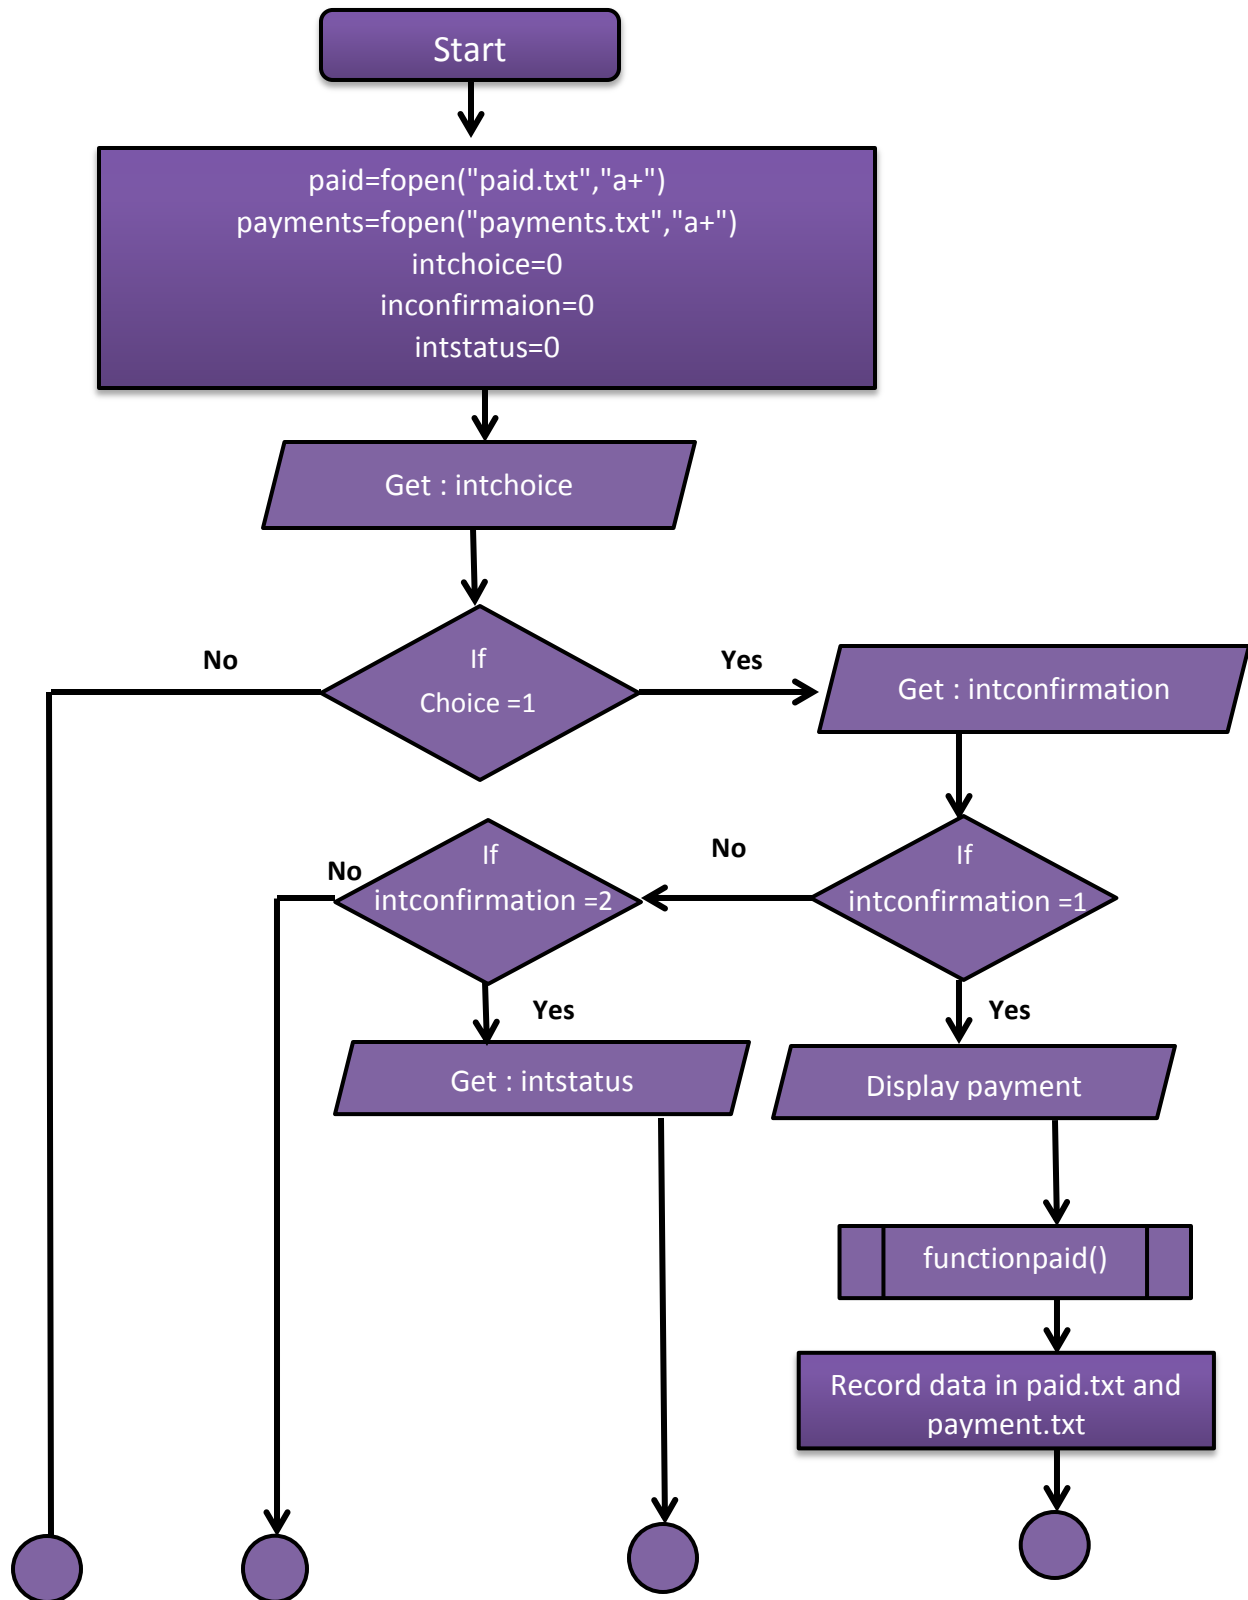 Start
paid=fopen("paid.txt","a+")
payments=fopen("payments.txt","a+")
intchoice=0
inconfirmaion=0
intstatus=0
Get : intchoice
No
If
Choice =1
Yes
Get : intconfirmation
No
If
intconfirmation =2
No
If
intconfirmation =1
Yes
Get : intstatus
Yes
Display payment
functionpaid()
Record data in paid.txt and
payment.txt